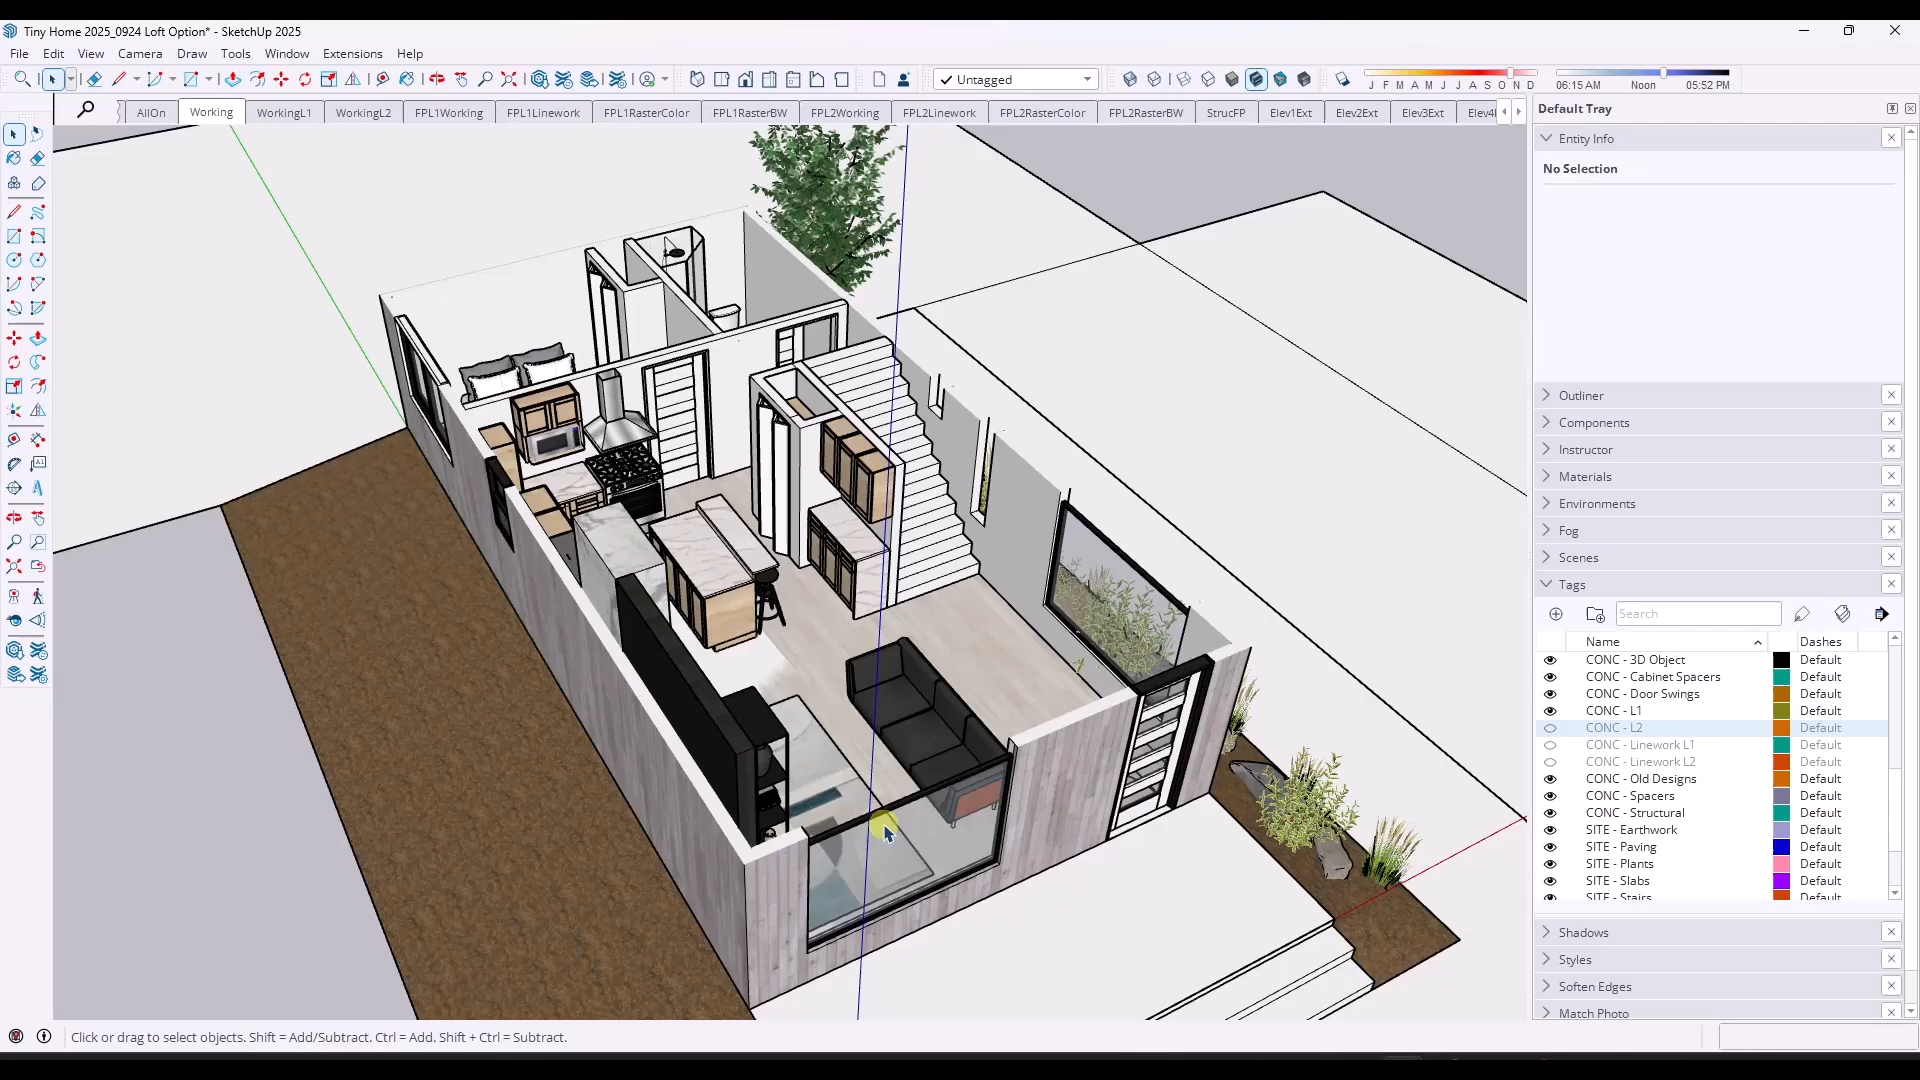 Tiny Home 2025_0924 Loft Option* - SketchUp 2025
File Edit View Camera Draw Tools Window Extensions Help
Untagged
J F M A M J J A S O N D
06:15 AM Noon 05:52 PM
AllOn Working WorkingL1 WorkingL2 FPL1Working FPL1Linework FPL1RasterColor FPL1RasterBW FPL2Working FPL2Linework FPL2RasterColor FPL2RasterBW StrucFP Elev1Ext Elev2Ext Elev3Ext
Default Tray
Entity Info
No Selection
Outliner
Components
Instructor
Materials
Environments
Fog
Scenes
Tags
Search
Name Dashes
CONC - 3D Object Default
CONC - Cabinet Spacers Default
CONC - Door Swings Default
CONC - L1 Default
CONC - L2 Default
CONC - Linework L1 Default
CONC - Linework L2 Default
CONC - Old Designs Default
CONC - Spacers Default
CONC - Structural Default
SITE - Earthwork Default
SITE - Paving Default
SITE - Plants Default
SITE - Slabs Default
SITE - Stairs Default
Shadows
Styles
Soften Edges
Match Photo
Click or drag to select objects. Shift = Add/Subtract. Ctrl = Add. Shift + Ctrl = Subtract.